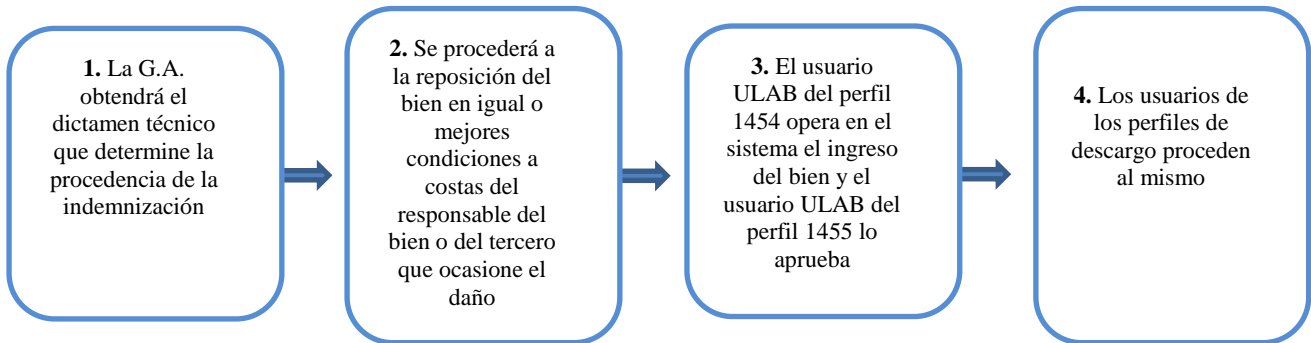 1. La G.A.
obtendrá el
dictamen técnico
que determine la
procedencia de la
indemnización
2. Se procederá a
la reposición del
bien en igual o
mejores
condiciones a
costas del
responsable del
bien o del tercero
que ocasione el
daño
3. El usuario
ULAB del perfil
1454 opera en el
sistema el ingreso
del bien y el
usuario ULAB del
perfil 1455 lo
aprueba
4. Los usuarios de
los perfiles de
descargo proceden
al mismo